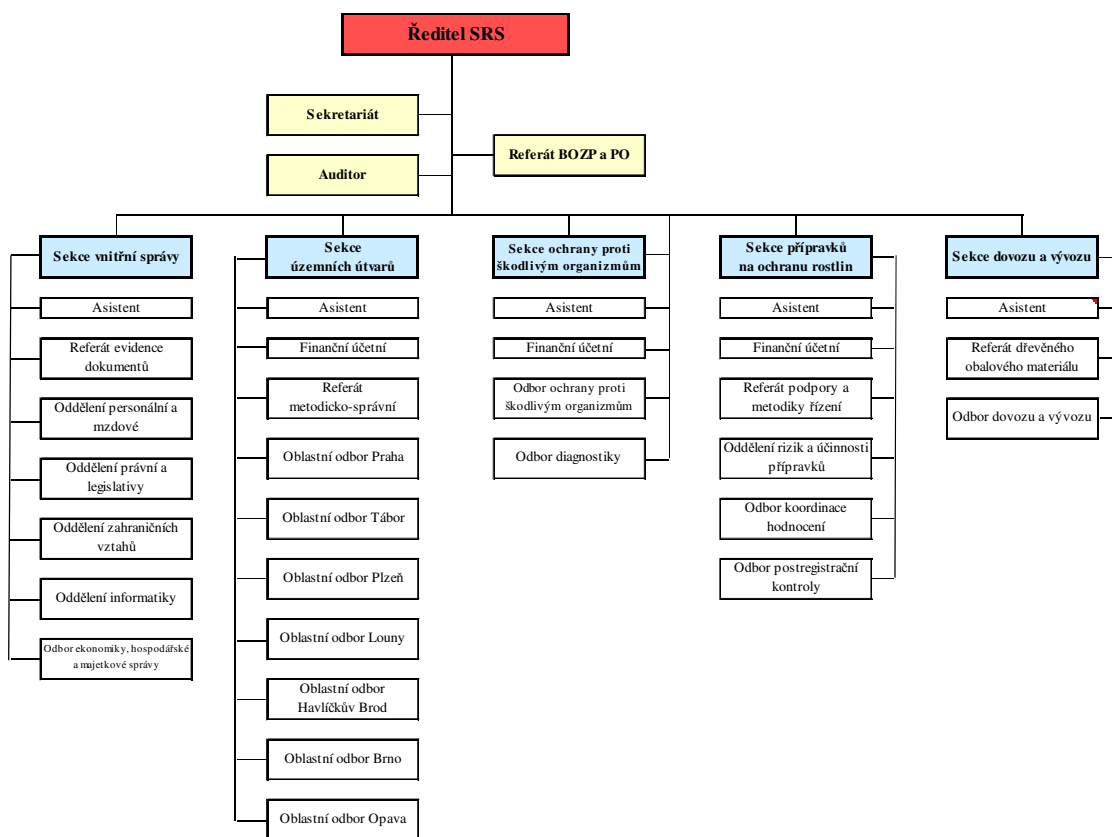 Ředitel SRS
Sekretariát
Referát BOZP a PO
Auditor
Sekce vnitřní správy
Asistent
Referát evidence
dokumentů
Oddělení personální a
mzdové
Oddělení právní a
legislativy
Oddělení zahraničních
vztahů
Oddělení informatiky
Odbor ekonomiky, hospodářské
a majetkové správy
Sekce
územních útvarů
Asistent
Finanční účetní
Referát
metodicko-správní
Oblastní odbor Praha
Oblastní odbor Tábor
Oblastní odbor Plzeň
Oblastní odbor Louny
Oblastní odbor
Havlíčkův Brod
Oblastní odbor Brno
Oblastní odbor Opava
Sekce ochrany proti
škodlivým organizmům
Asistent
Finanční účetní
Odbor ochrany proti
škodlivým organizmům
Odbor diagnostiky
Sekce přípravků
na ochranu rostlin
Asistent
Finanční účetní
Referát podpory a
metodiky řízení
Oddělení rizik a účinnosti
přípravků
Odbor koordinace
hodnocení
Odbor postregistrační
kontroly
Sekce dovozu a vývozu
Asistent
Referát dřevěného
obalového materiálu
Odbor dovozu a vývozu